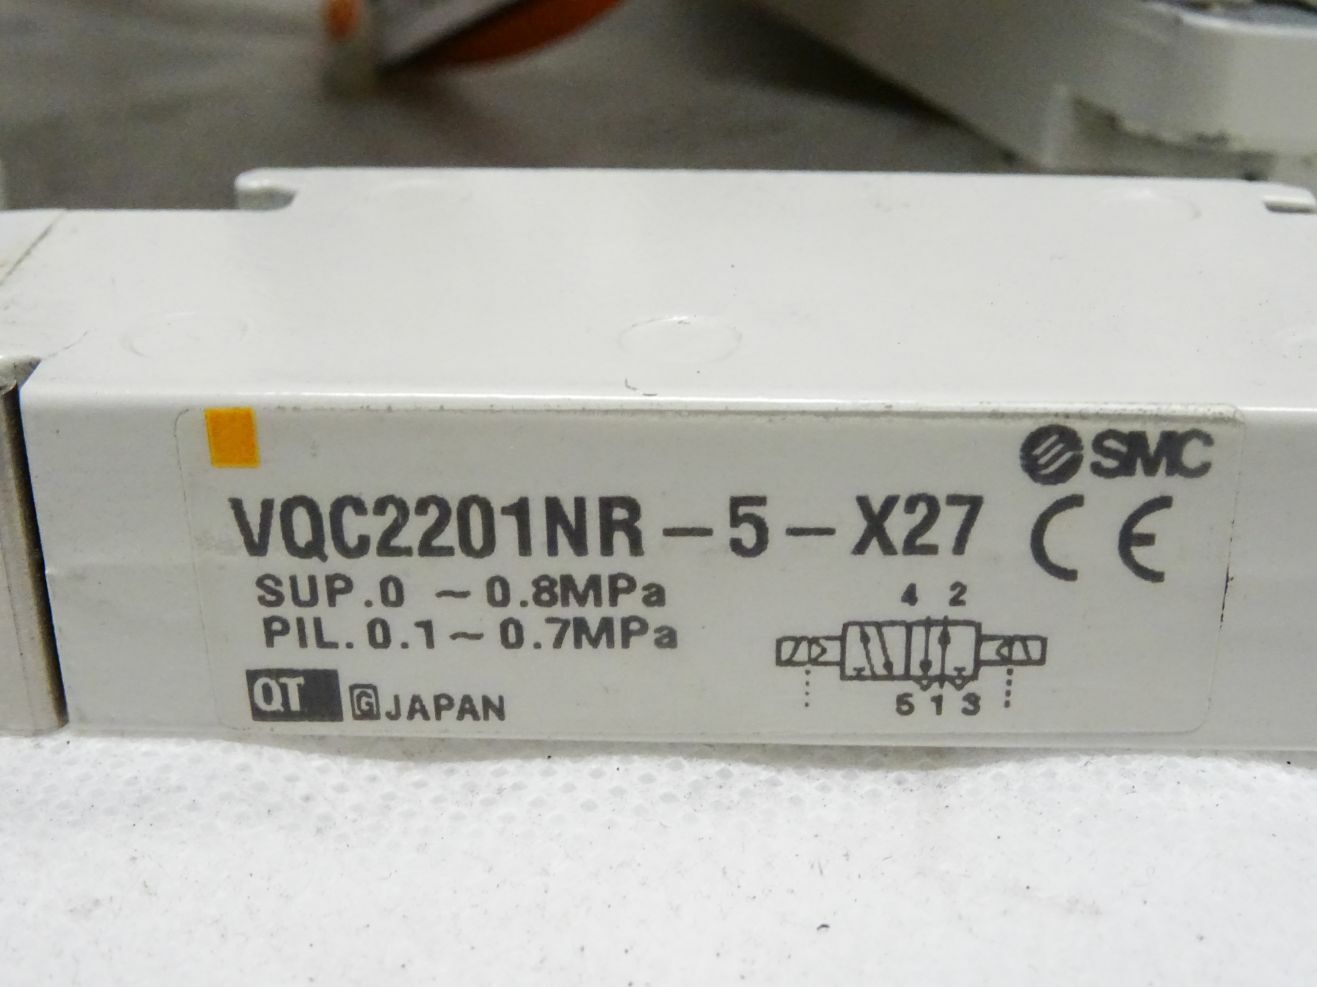 SMC
VQC2201NR-5-X27
CE
SUP.0 ~0.8MPa
PIL.0.1~0.7MPa
4 2
5 1 3
QT G JAPAN